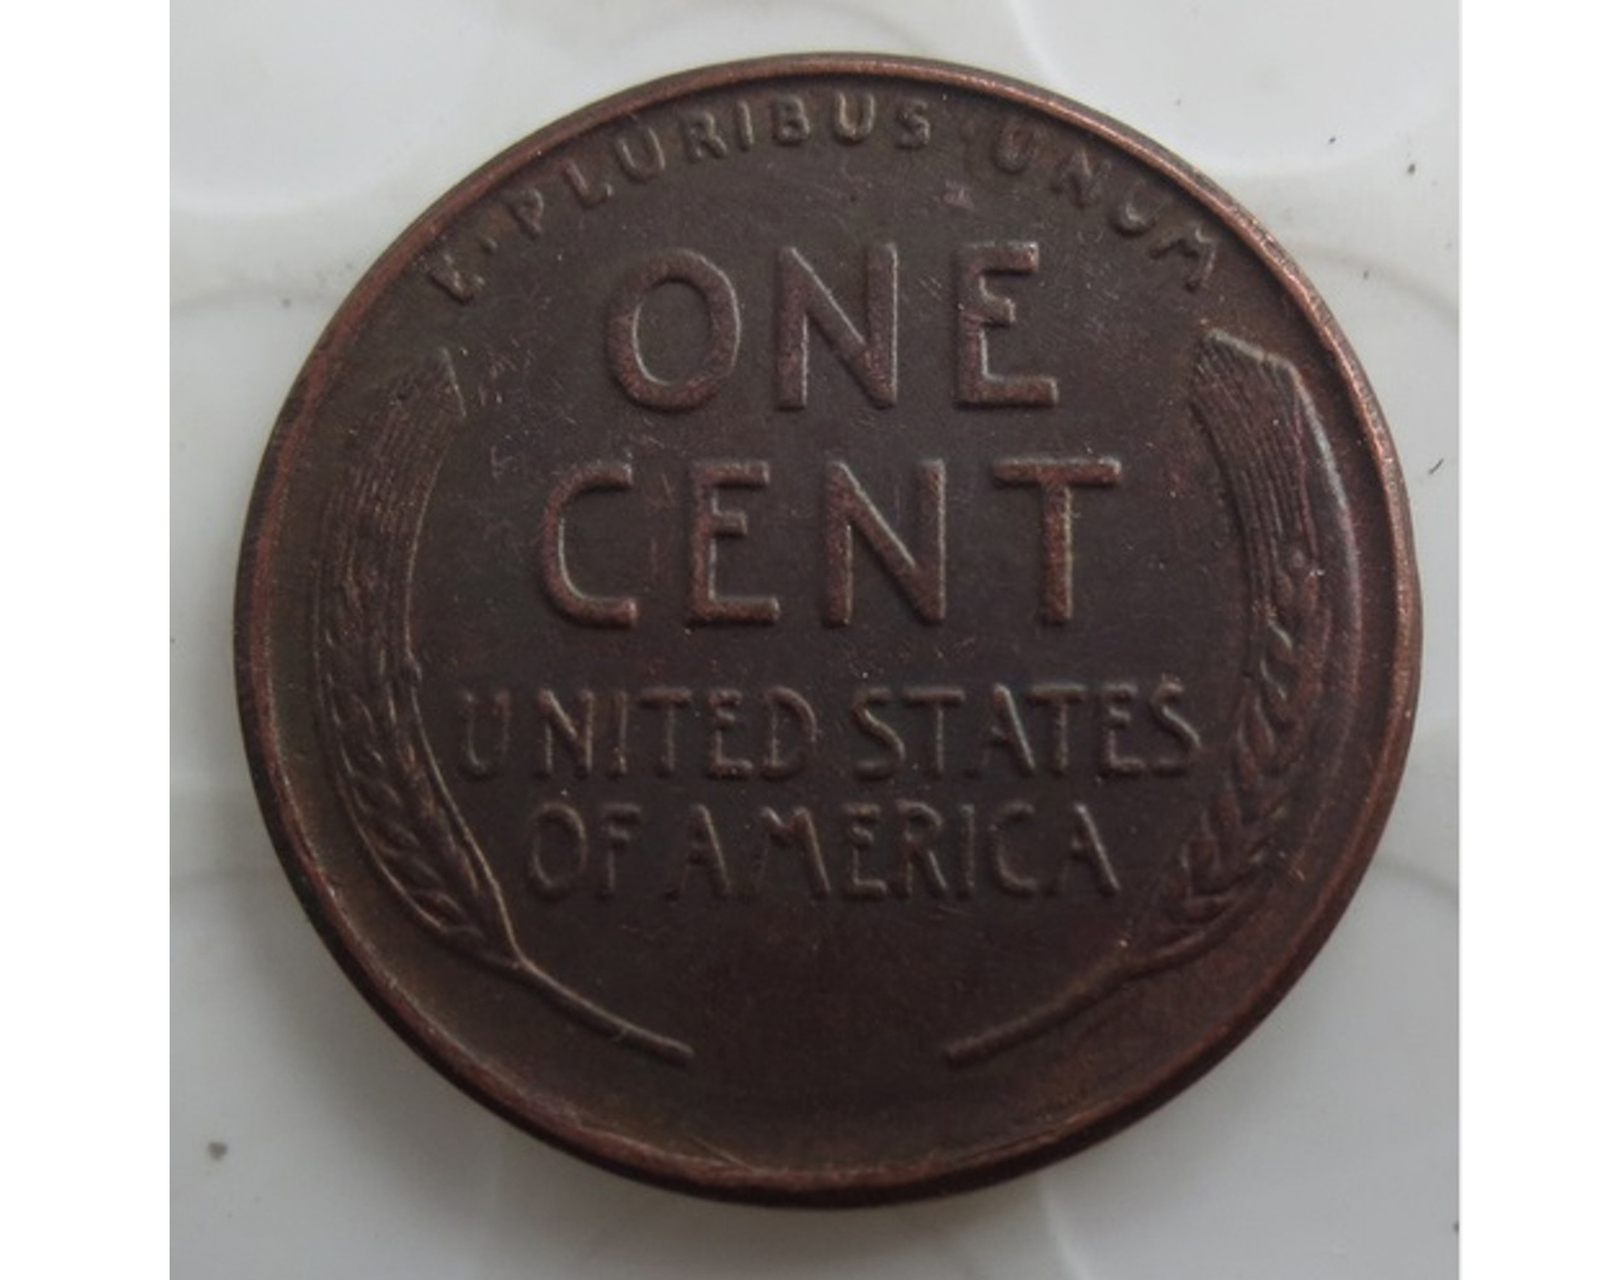 E·PLURIBUS·UNUM
ONE
CENT
UNITED STATES
OF AMERICA